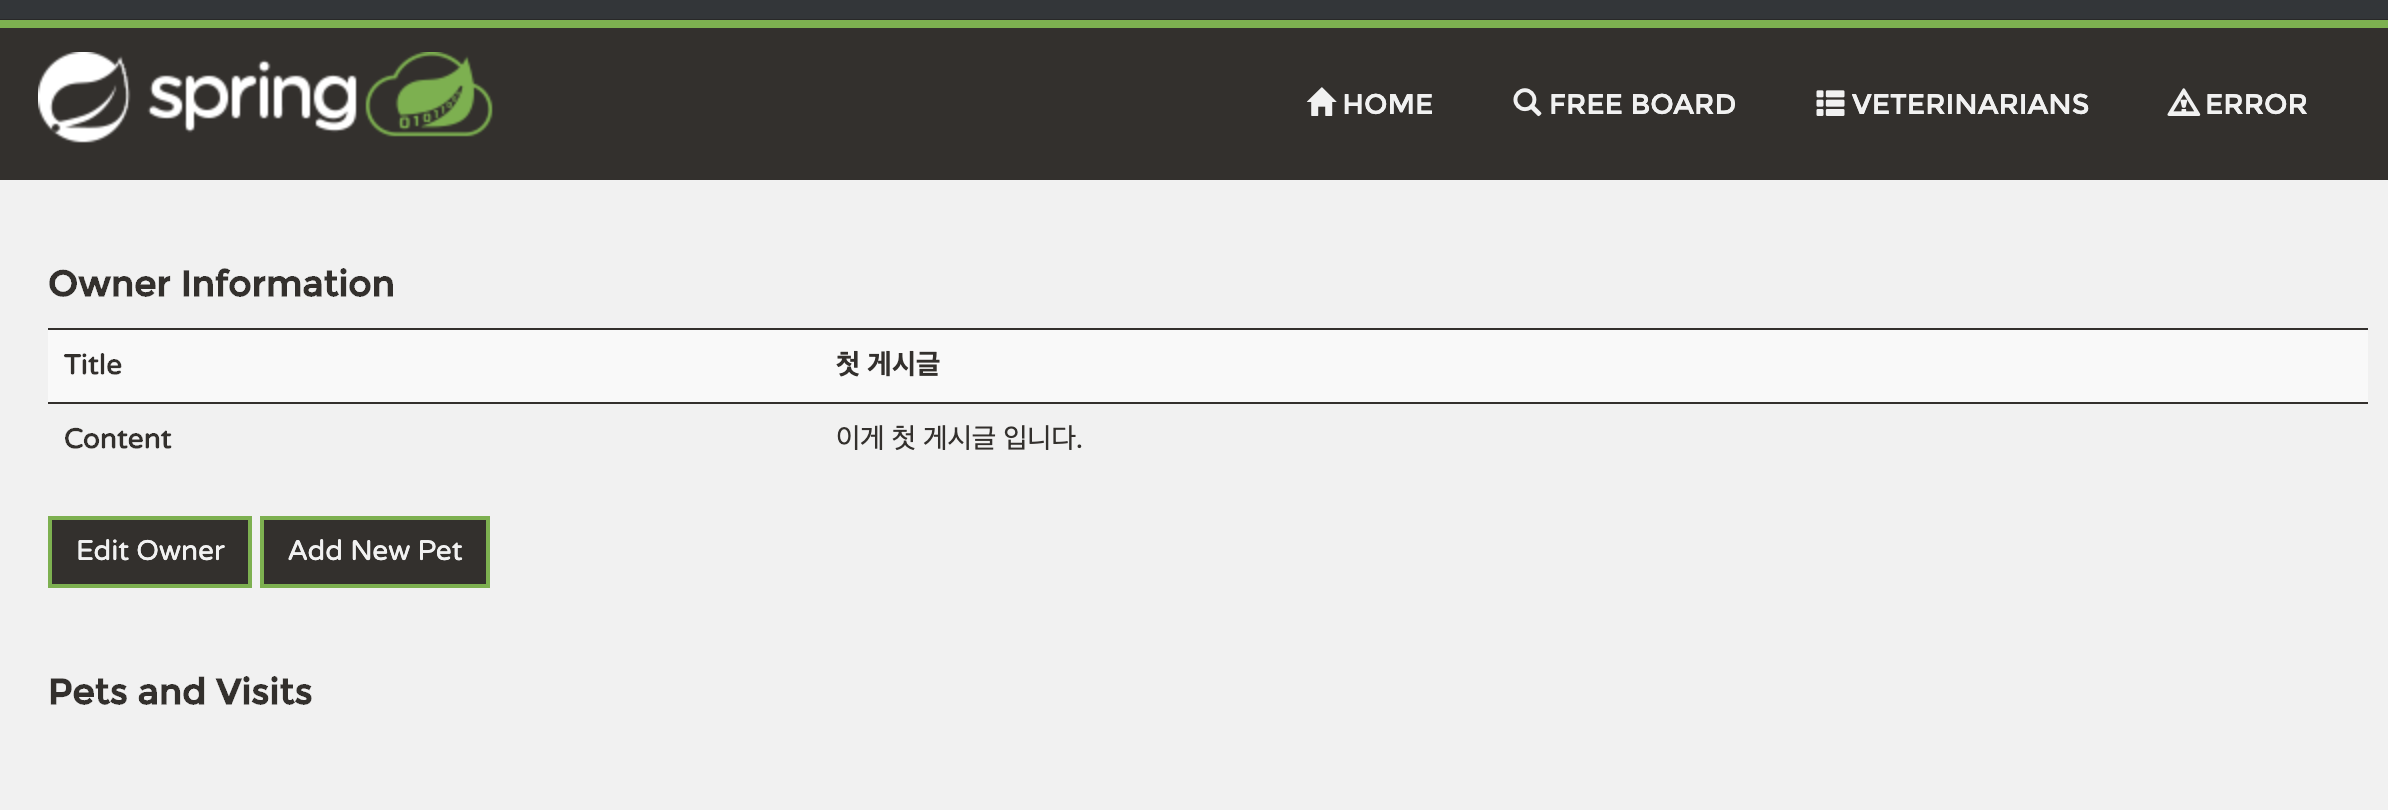 spring 010110
HOME FREE BOARD VETERINARIANS ERROR
Owner Information
Title 첫 게시글
Content 이게 첫 게시글 입니다.
Edit Owner Add New Pet
Pets and Visits